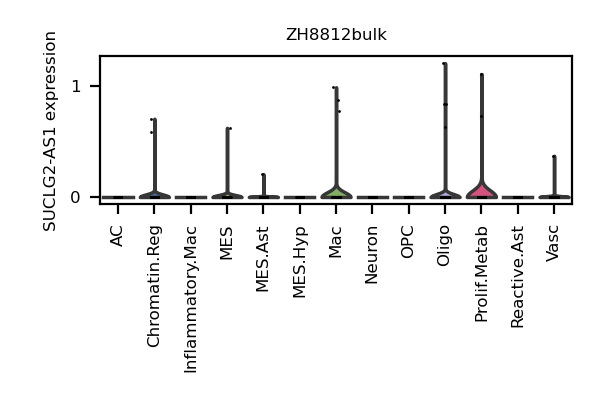 ZH8812bulk
SUCLG2-AS1 expression
1
0
AC
Chromatin.Reg
Inflammatory.Mac
MES
MES.Ast
MES.Hyp
Mac
Neuron
OPC
Oligo
Prolif.Metab
Reactive.Ast
Vasc